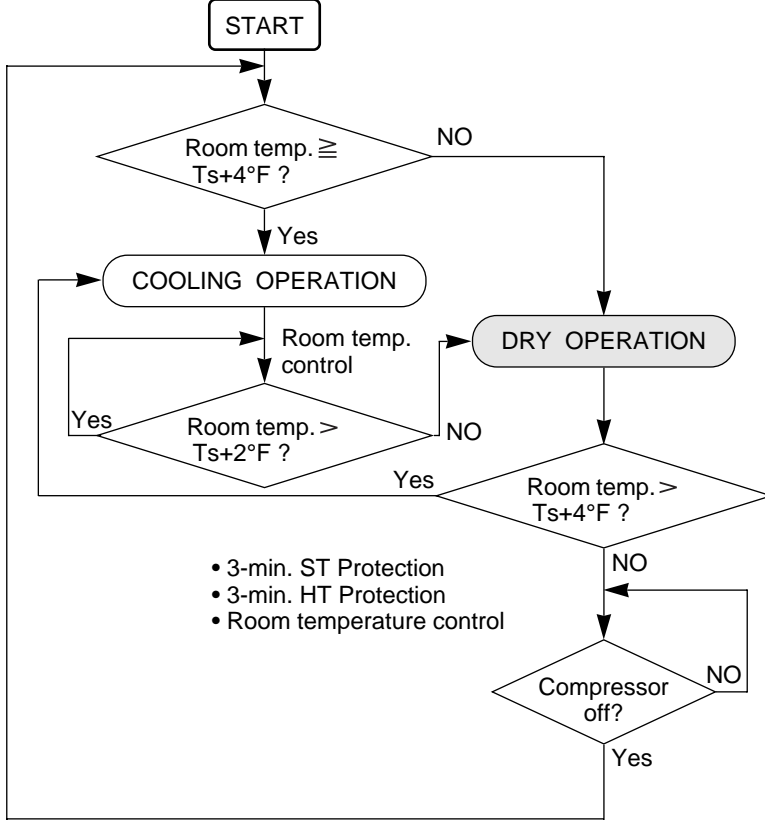 START
Room temp. ≧
Ts+4°F ?
NO
Yes
COOLING OPERATION
Room temp.
control
DRY OPERATION
Yes
Room temp. >
Ts+2°F ?
NO
Yes
Room temp. >
Ts+4°F ?
NO
• 3-min. ST Protection
• 3-min. HT Protection
• Room temperature control
Compressor
off?
NO
Yes